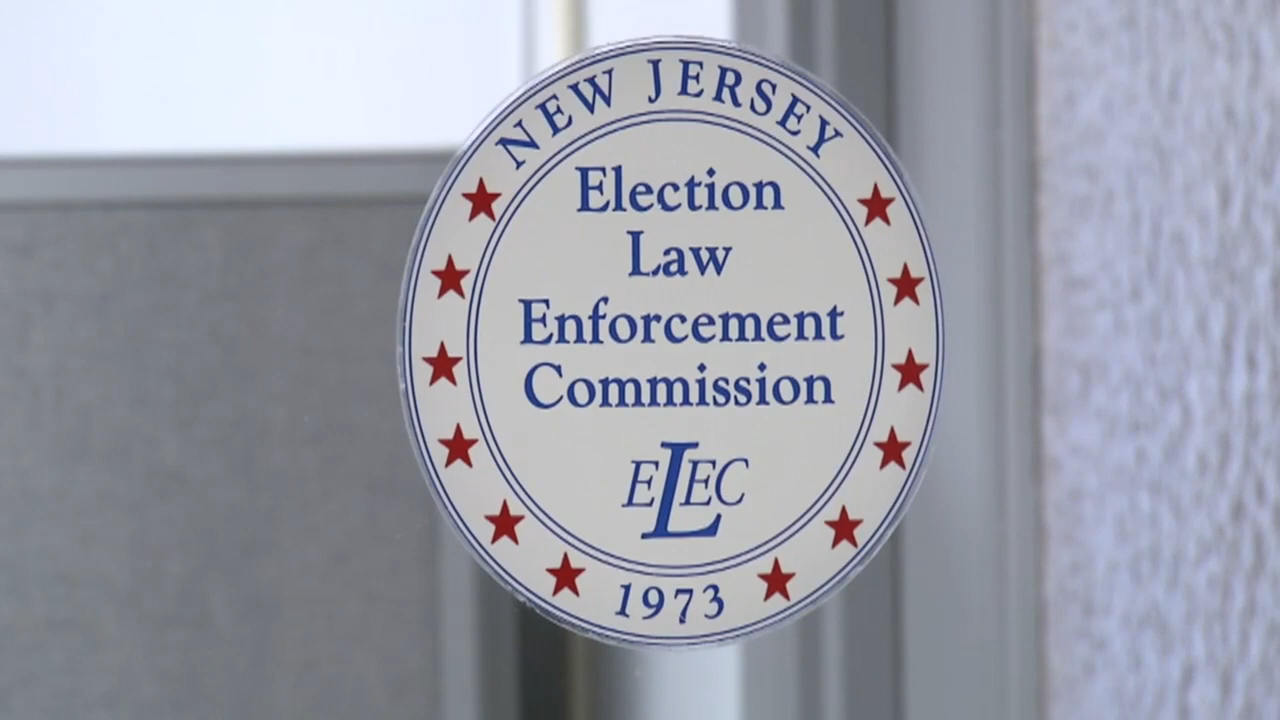 NEW JERSEY
Election
Law
Enforcement
Commission
ELEC
1973